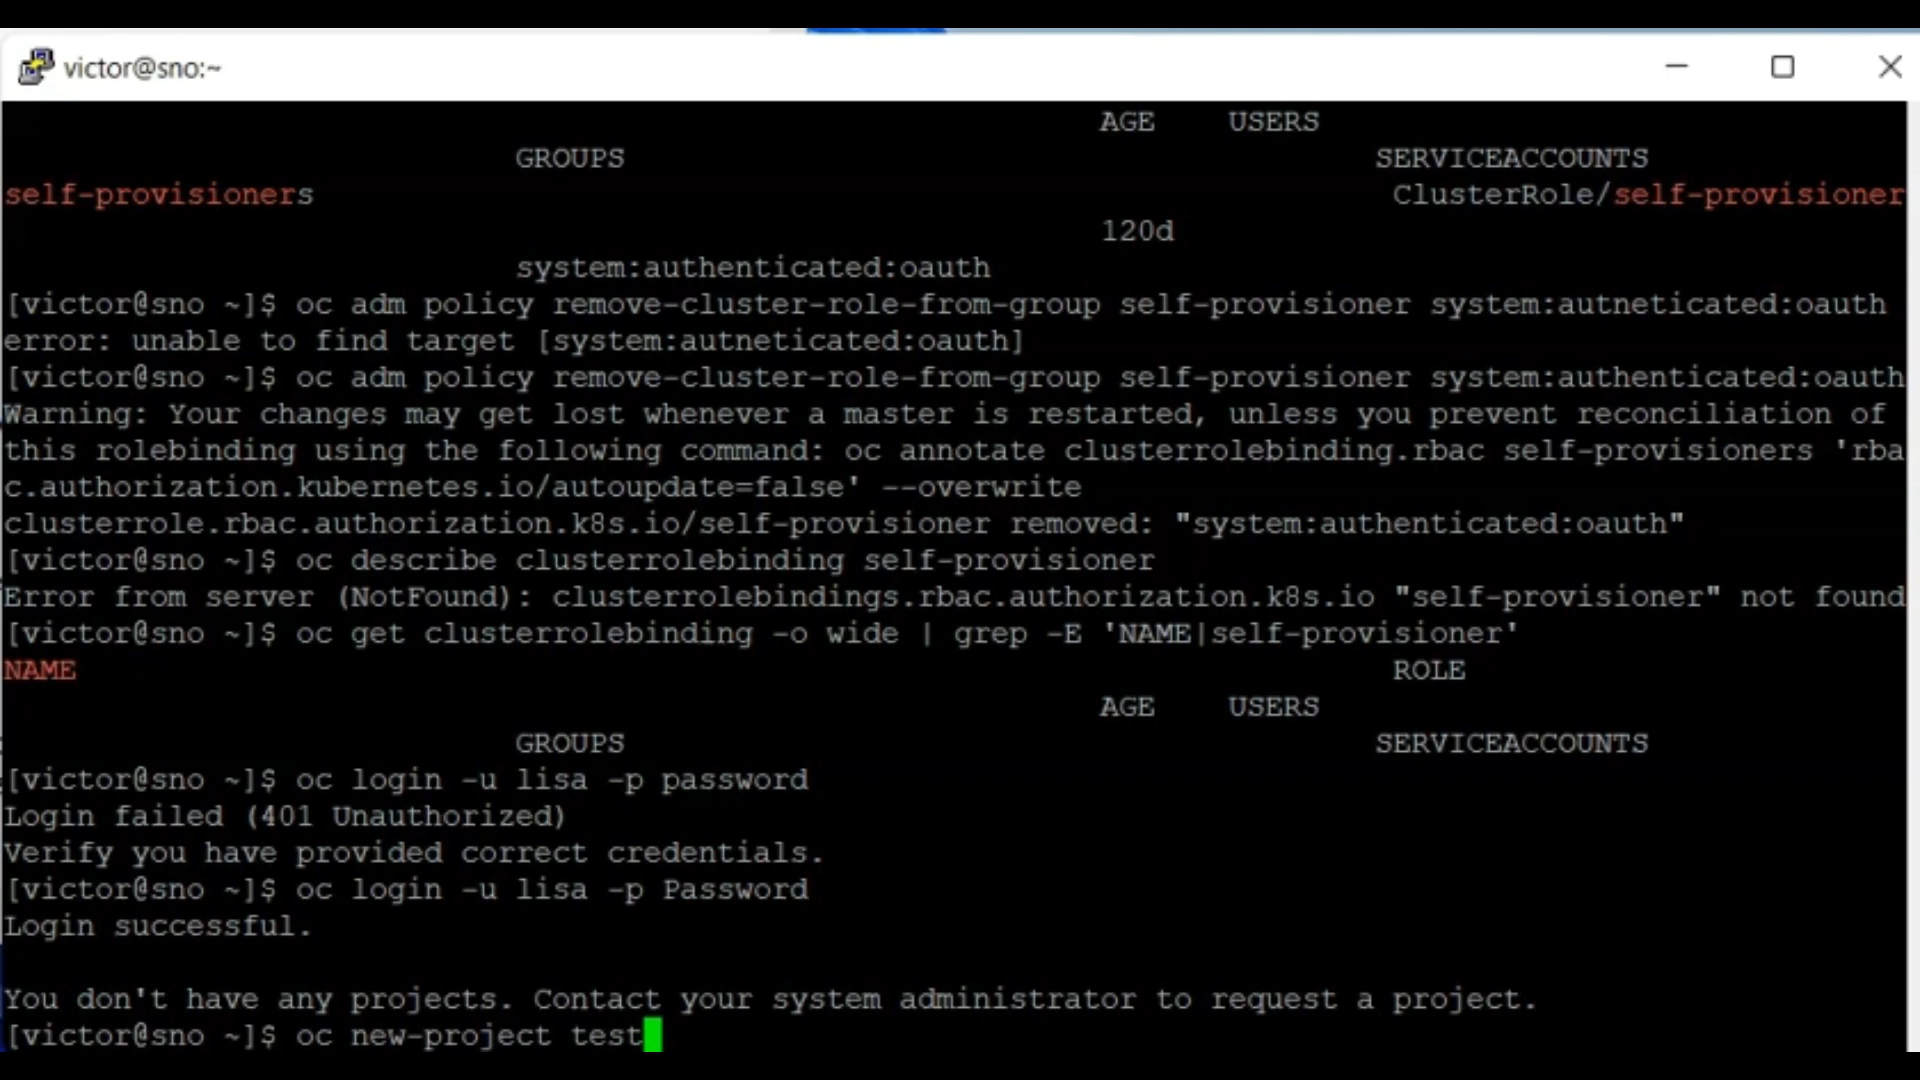 victor@sno:~
AGE USERS
GROUPS SERVICEACCOUNTS
self-provisioners ClusterRole/self-provisioner
120d
system:authenticated:oauth
[victor@sno ~]$ oc adm policy remove-cluster-role-from-group self-provisioner system:autneticated:oauth
error: unable to find target [system:autneticated:oauth]
[victor@sno ~]$ oc adm policy remove-cluster-role-from-group self-provisioner system:authenticated:oauth
Warning: Your changes may get lost whenever a master is restarted, unless you prevent reconciliation of
this rolebinding using the following command: oc annotate clusterrolebinding.rbac self-provisioners 'rba
c.authorization.kubernetes.io/autoupdate=false' --overwrite
clusterrole.rbac.authorization.k8s.io/self-provisioner removed: "system:authenticated:oauth"
[victor@sno ~]$ oc describe clusterrolebinding self-provisioner
Error from server (NotFound): clusterrolebindings.rbac.authorization.k8s.io "self-provisioner" not found
[victor@sno ~]$ oc get clusterrolebinding -o wide | grep -E 'NAME|self-provisioner'
NAME ROLE
AGE USERS
GROUPS SERVICEACCOUNTS
[victor@sno ~]$ oc login -u lisa -p password
Login failed (401 Unauthorized)
Verify you have provided correct credentials.
[victor@sno ~]$ oc login -u lisa -p Password
Login successful.
You don't have any projects. Contact your system administrator to request a project.
[victor@sno ~]$ oc new-project test